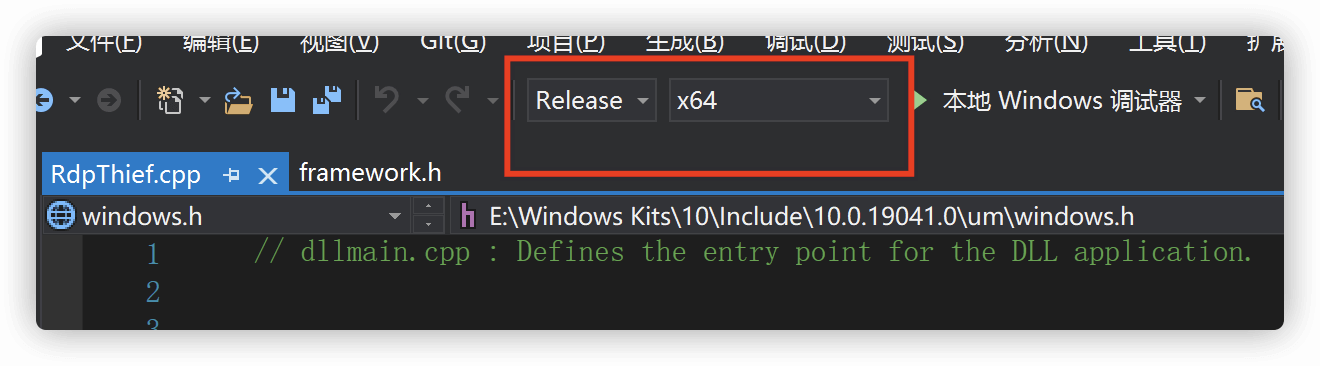 文件(F) 编辑(E) 视图(V) Git(G) 项目(P) 生成(B) 调试(D) 测试(S) 分析(N) 工具(T) 扩展
Release x64 本地 Windows 调试器
RdpThief.cpp framework.h
windows.h E:\Windows Kits\10\Include\10.0.19041.0\um\windows.h
1 // dllmain.cpp : Defines the entry point for the DLL application.
2
3